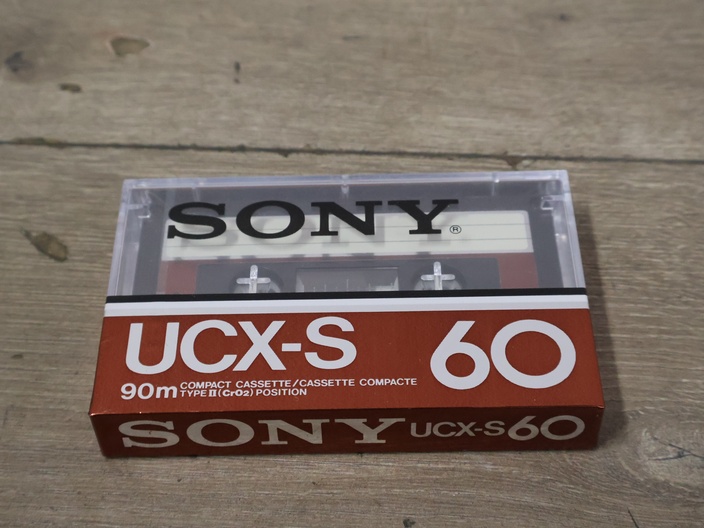 SONY®
UCX-S 60
90m COMPACT CASSETTE/CASSETTE COMPACTE
TYPE II (CrO2) POSITION
SONY UCX-S 60